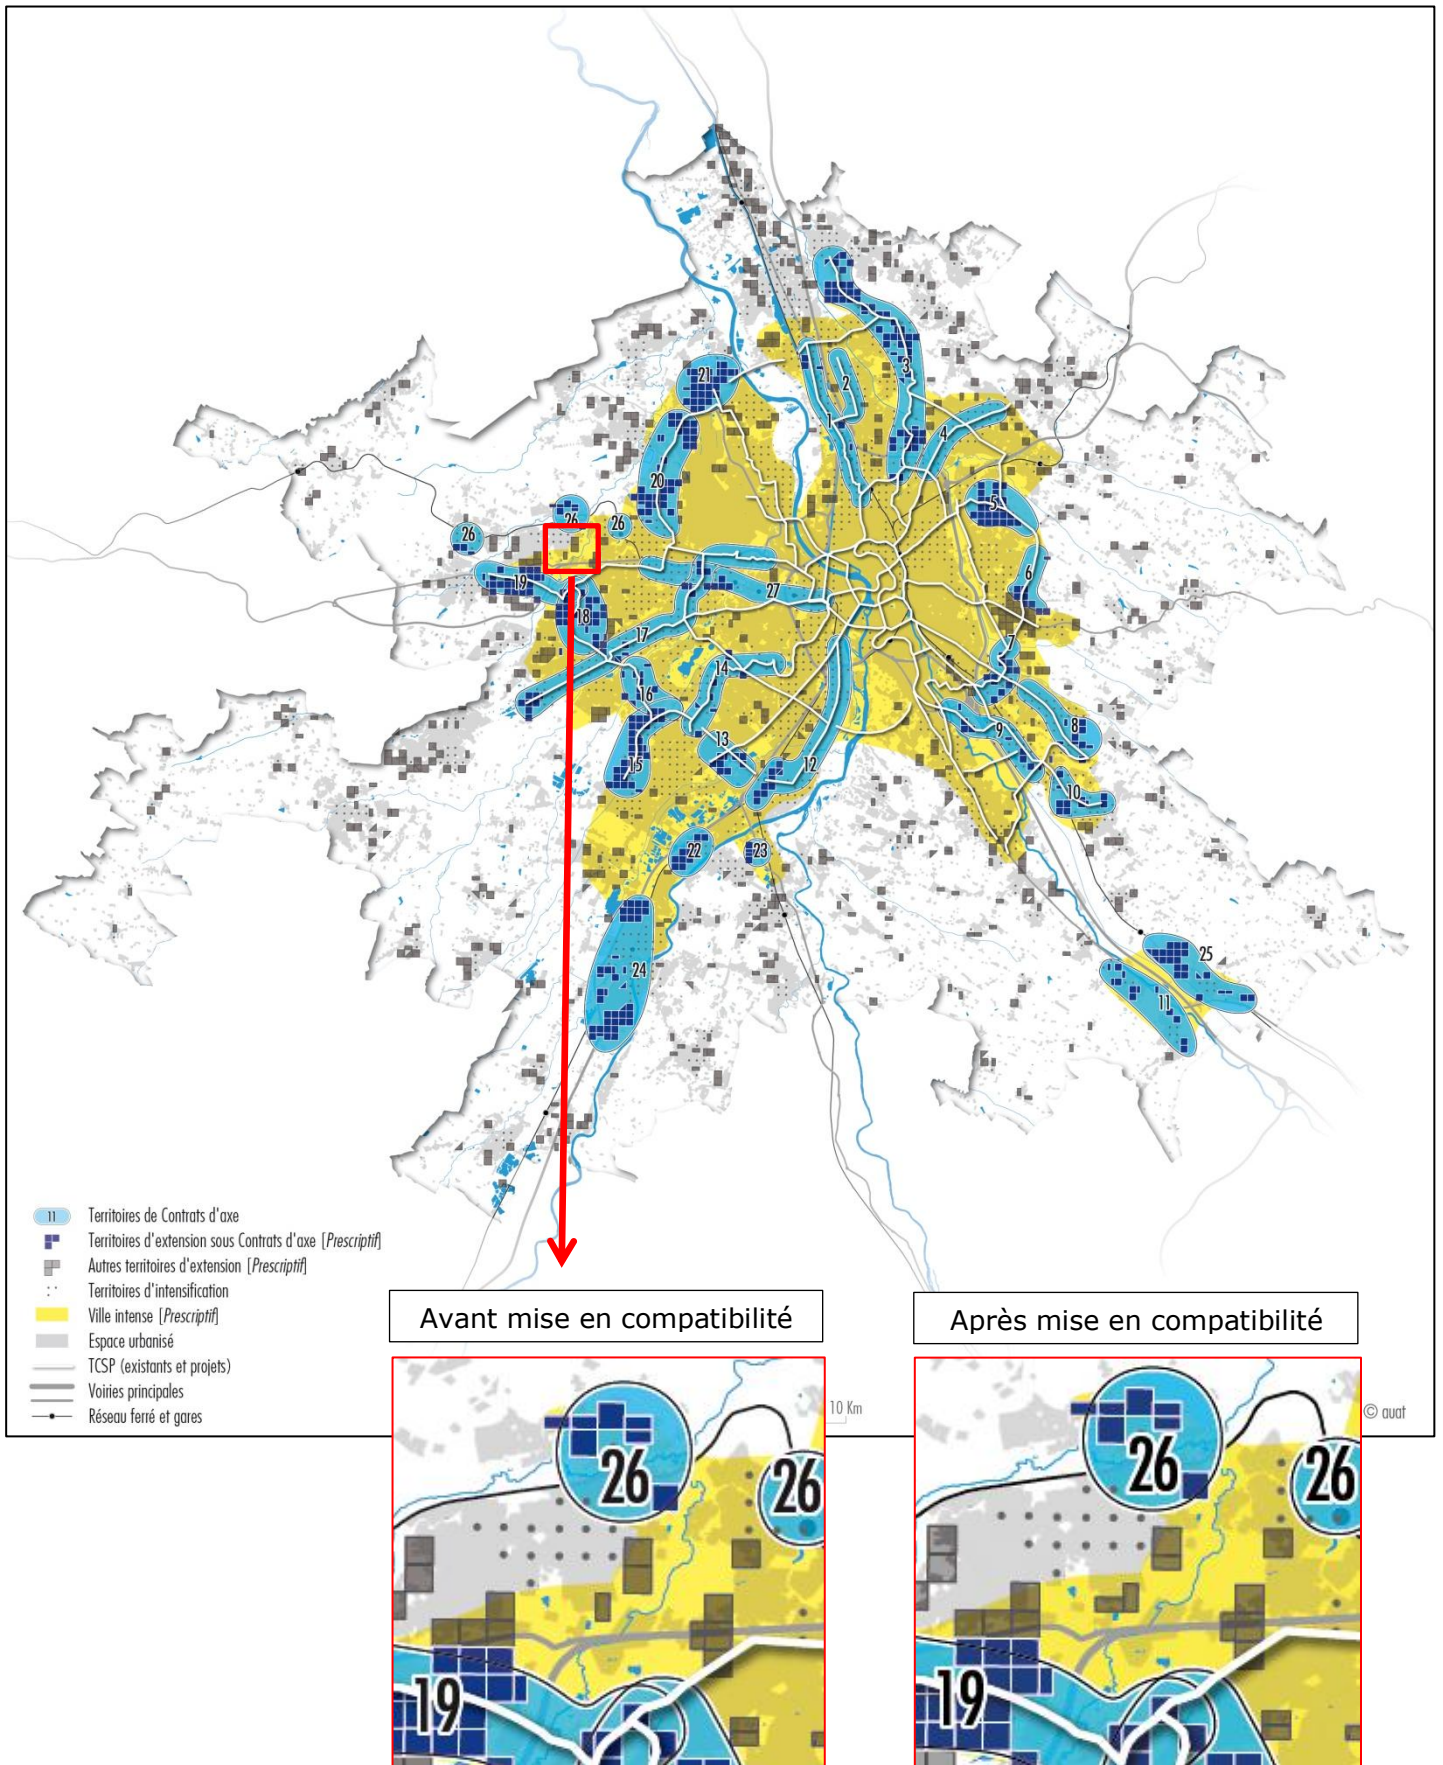 21
3
2
1
4
20
5
26
26
26
6
19
27
18
17
7
14
16
8
9
13
12
15
10
22
23
25
24
11
11 Territoires de Contrats d'axe
Territoires d'extension sous Contrats d'axe [Prescriptif]
Autres territoires d'extension [Prescriptif]
Territoires d'intensification
Ville intense [Prescriptif]
Espace urbanisé
TCSP (existants et projets)
Voiries principales
Réseau ferré et gares
Avant mise en compatibilité
Après mise en compatibilité
10 Km
© auat
26
26
19
26
26
19